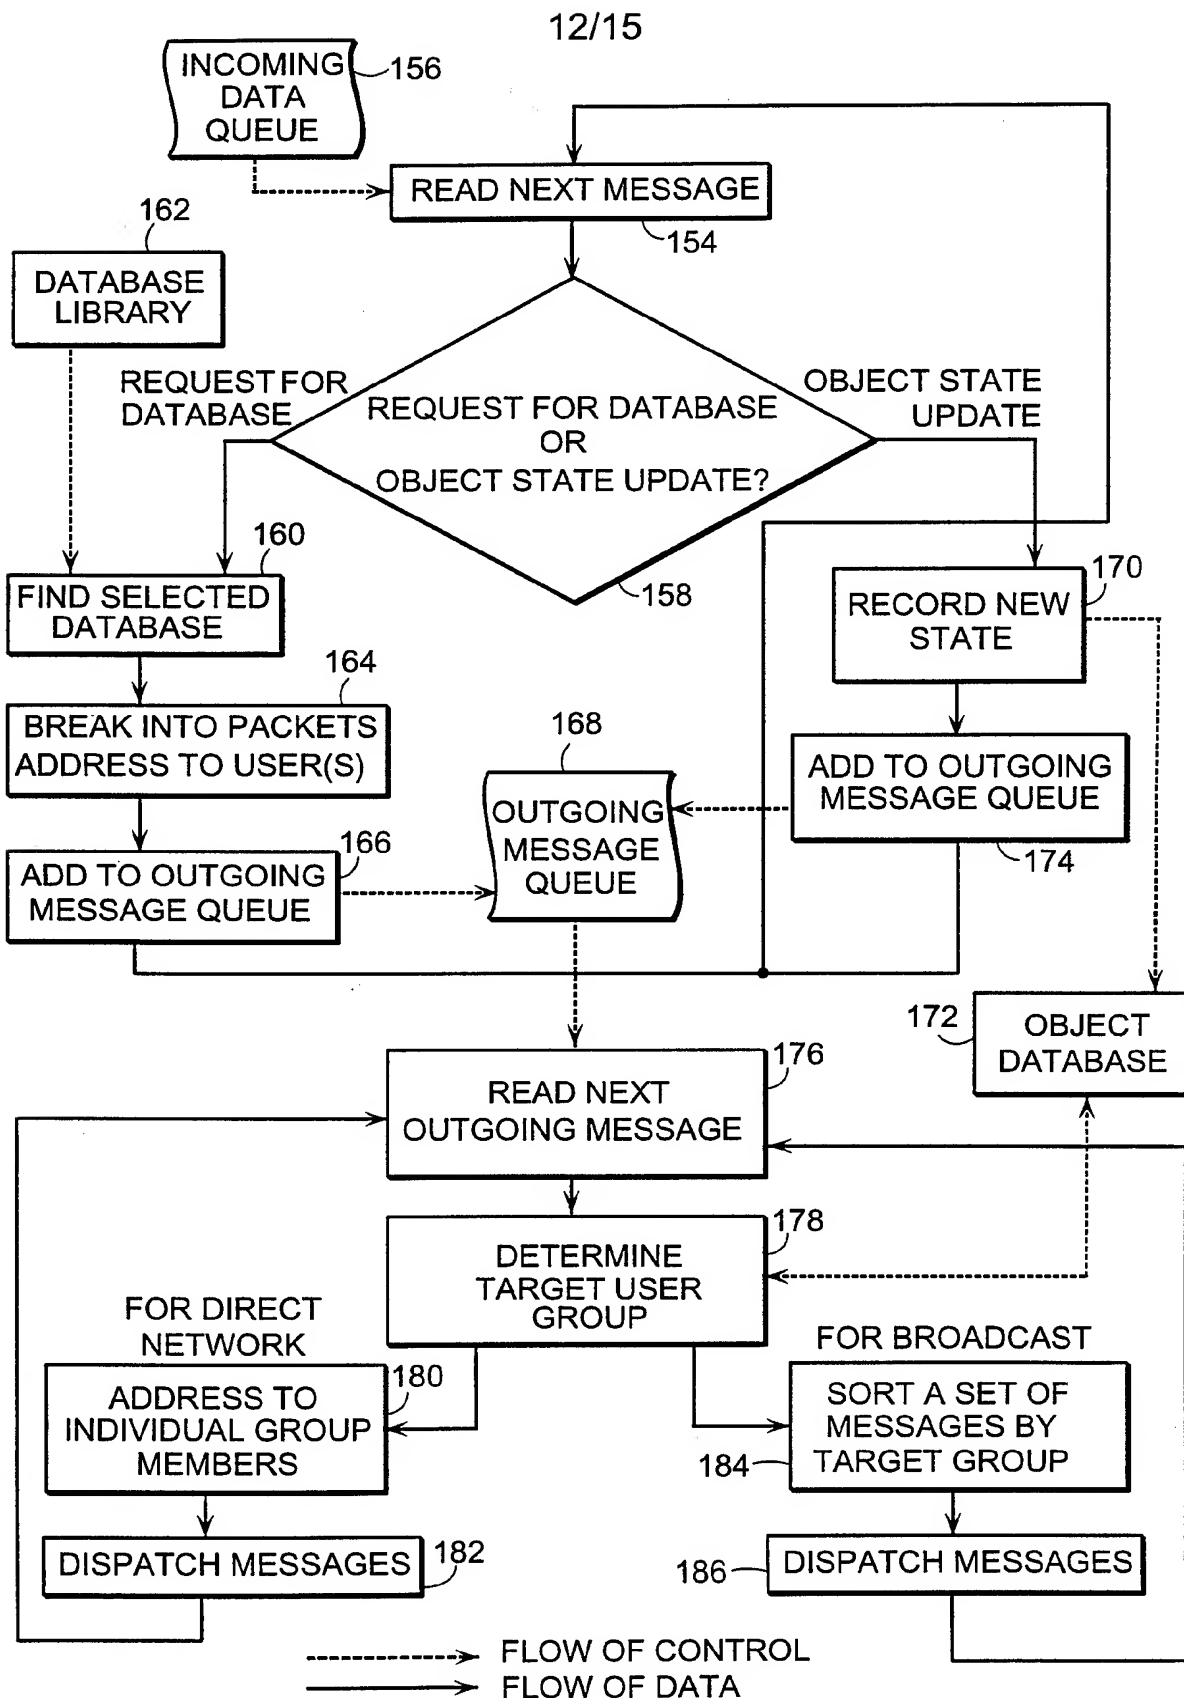 12/15
INCOMING
DATA
QUEUE
156
READ NEXT MESSAGE
154
162
DATABASE
LIBRARY
REQUEST FOR
DATABASE
REQUEST FOR DATABASE
OR
OBJECT STATE UPDATE?
158
OBJECT STATE
UPDATE
160
FIND SELECTED
DATABASE
170
RECORD NEW
STATE
164
BREAK INTO PACKETS
ADDRESS TO USER(S)
168
OUTGOING
MESSAGE
QUEUE
ADD TO OUTGOING
MESSAGE QUEUE
174
166
ADD TO OUTGOING
MESSAGE QUEUE
172
OBJECT
DATABASE
176
READ NEXT
OUTGOING MESSAGE
178
DETERMINE
TARGET USER
GROUP
FOR DIRECT
NETWORK
180
ADDRESS TO
INDIVIDUAL GROUP
MEMBERS
FOR BROADCAST
SORT A SET OF
MESSAGES BY
TARGET GROUP
184
DISPATCH MESSAGES
182
DISPATCH MESSAGES
186
FLOW OF CONTROL
FLOW OF DATA